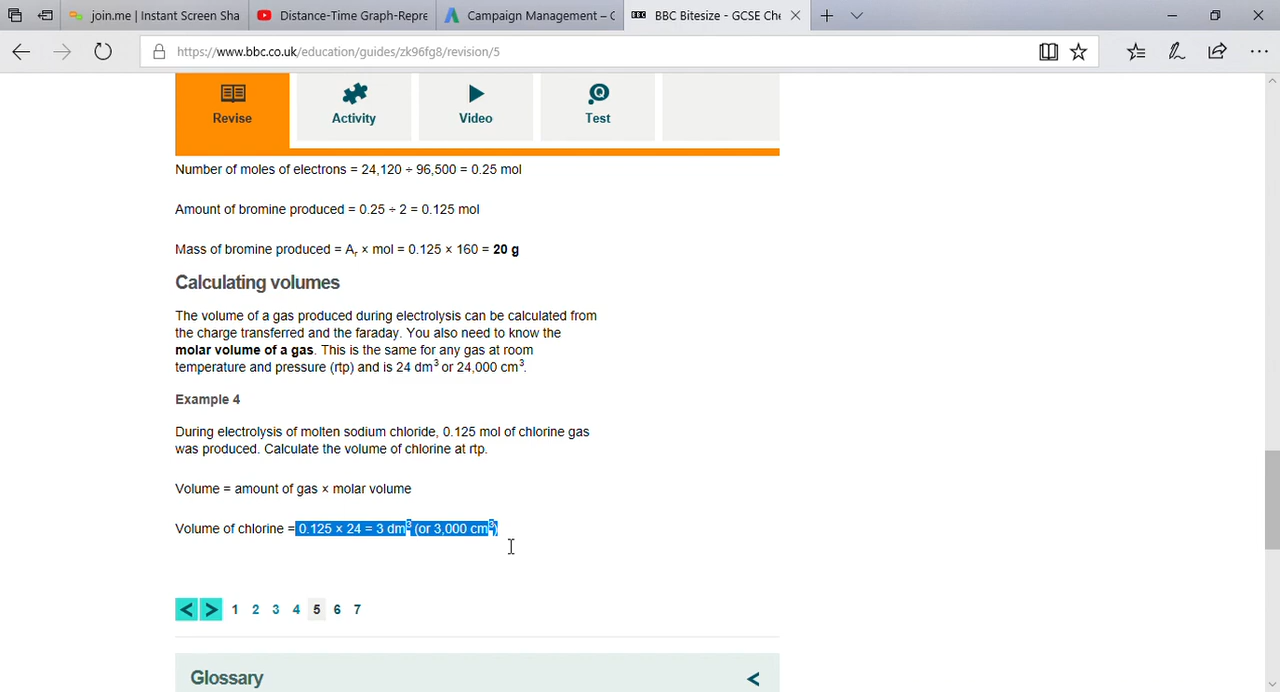 join.me | Instant Screen Sha
Distance-Time Graph-Repre
Campaign Management – C
BBC Bitesize - GCSE Che
https://www.bbc.co.uk/education/guides/zk96fg8/revision/5
Revise
Activity
Video
Test
Number of moles of electrons = 24,120 ÷ 96,500 = 0.25 mol
Amount of bromine produced = 0.25 ÷ 2 = 0.125 mol
Mass of bromine produced = Aᵣ × mol = 0.125 × 160 = 20 g
Calculating volumes
The volume of a gas produced during electrolysis can be calculated from
the charge transferred and the faraday. You also need to know the
molar volume of a gas. This is the same for any gas at room
temperature and pressure (rtp) and is 24 dm³ or 24,000 cm³.
Example 4
During electrolysis of molten sodium chloride, 0.125 mol of chlorine gas
was produced. Calculate the volume of chlorine at rtp.
Volume = amount of gas × molar volume
Volume of chlorine = 0.125 × 24 = 3 dm³ (or 3,000 cm³)
< > 1 2 3 4 5 6 7
Glossary <